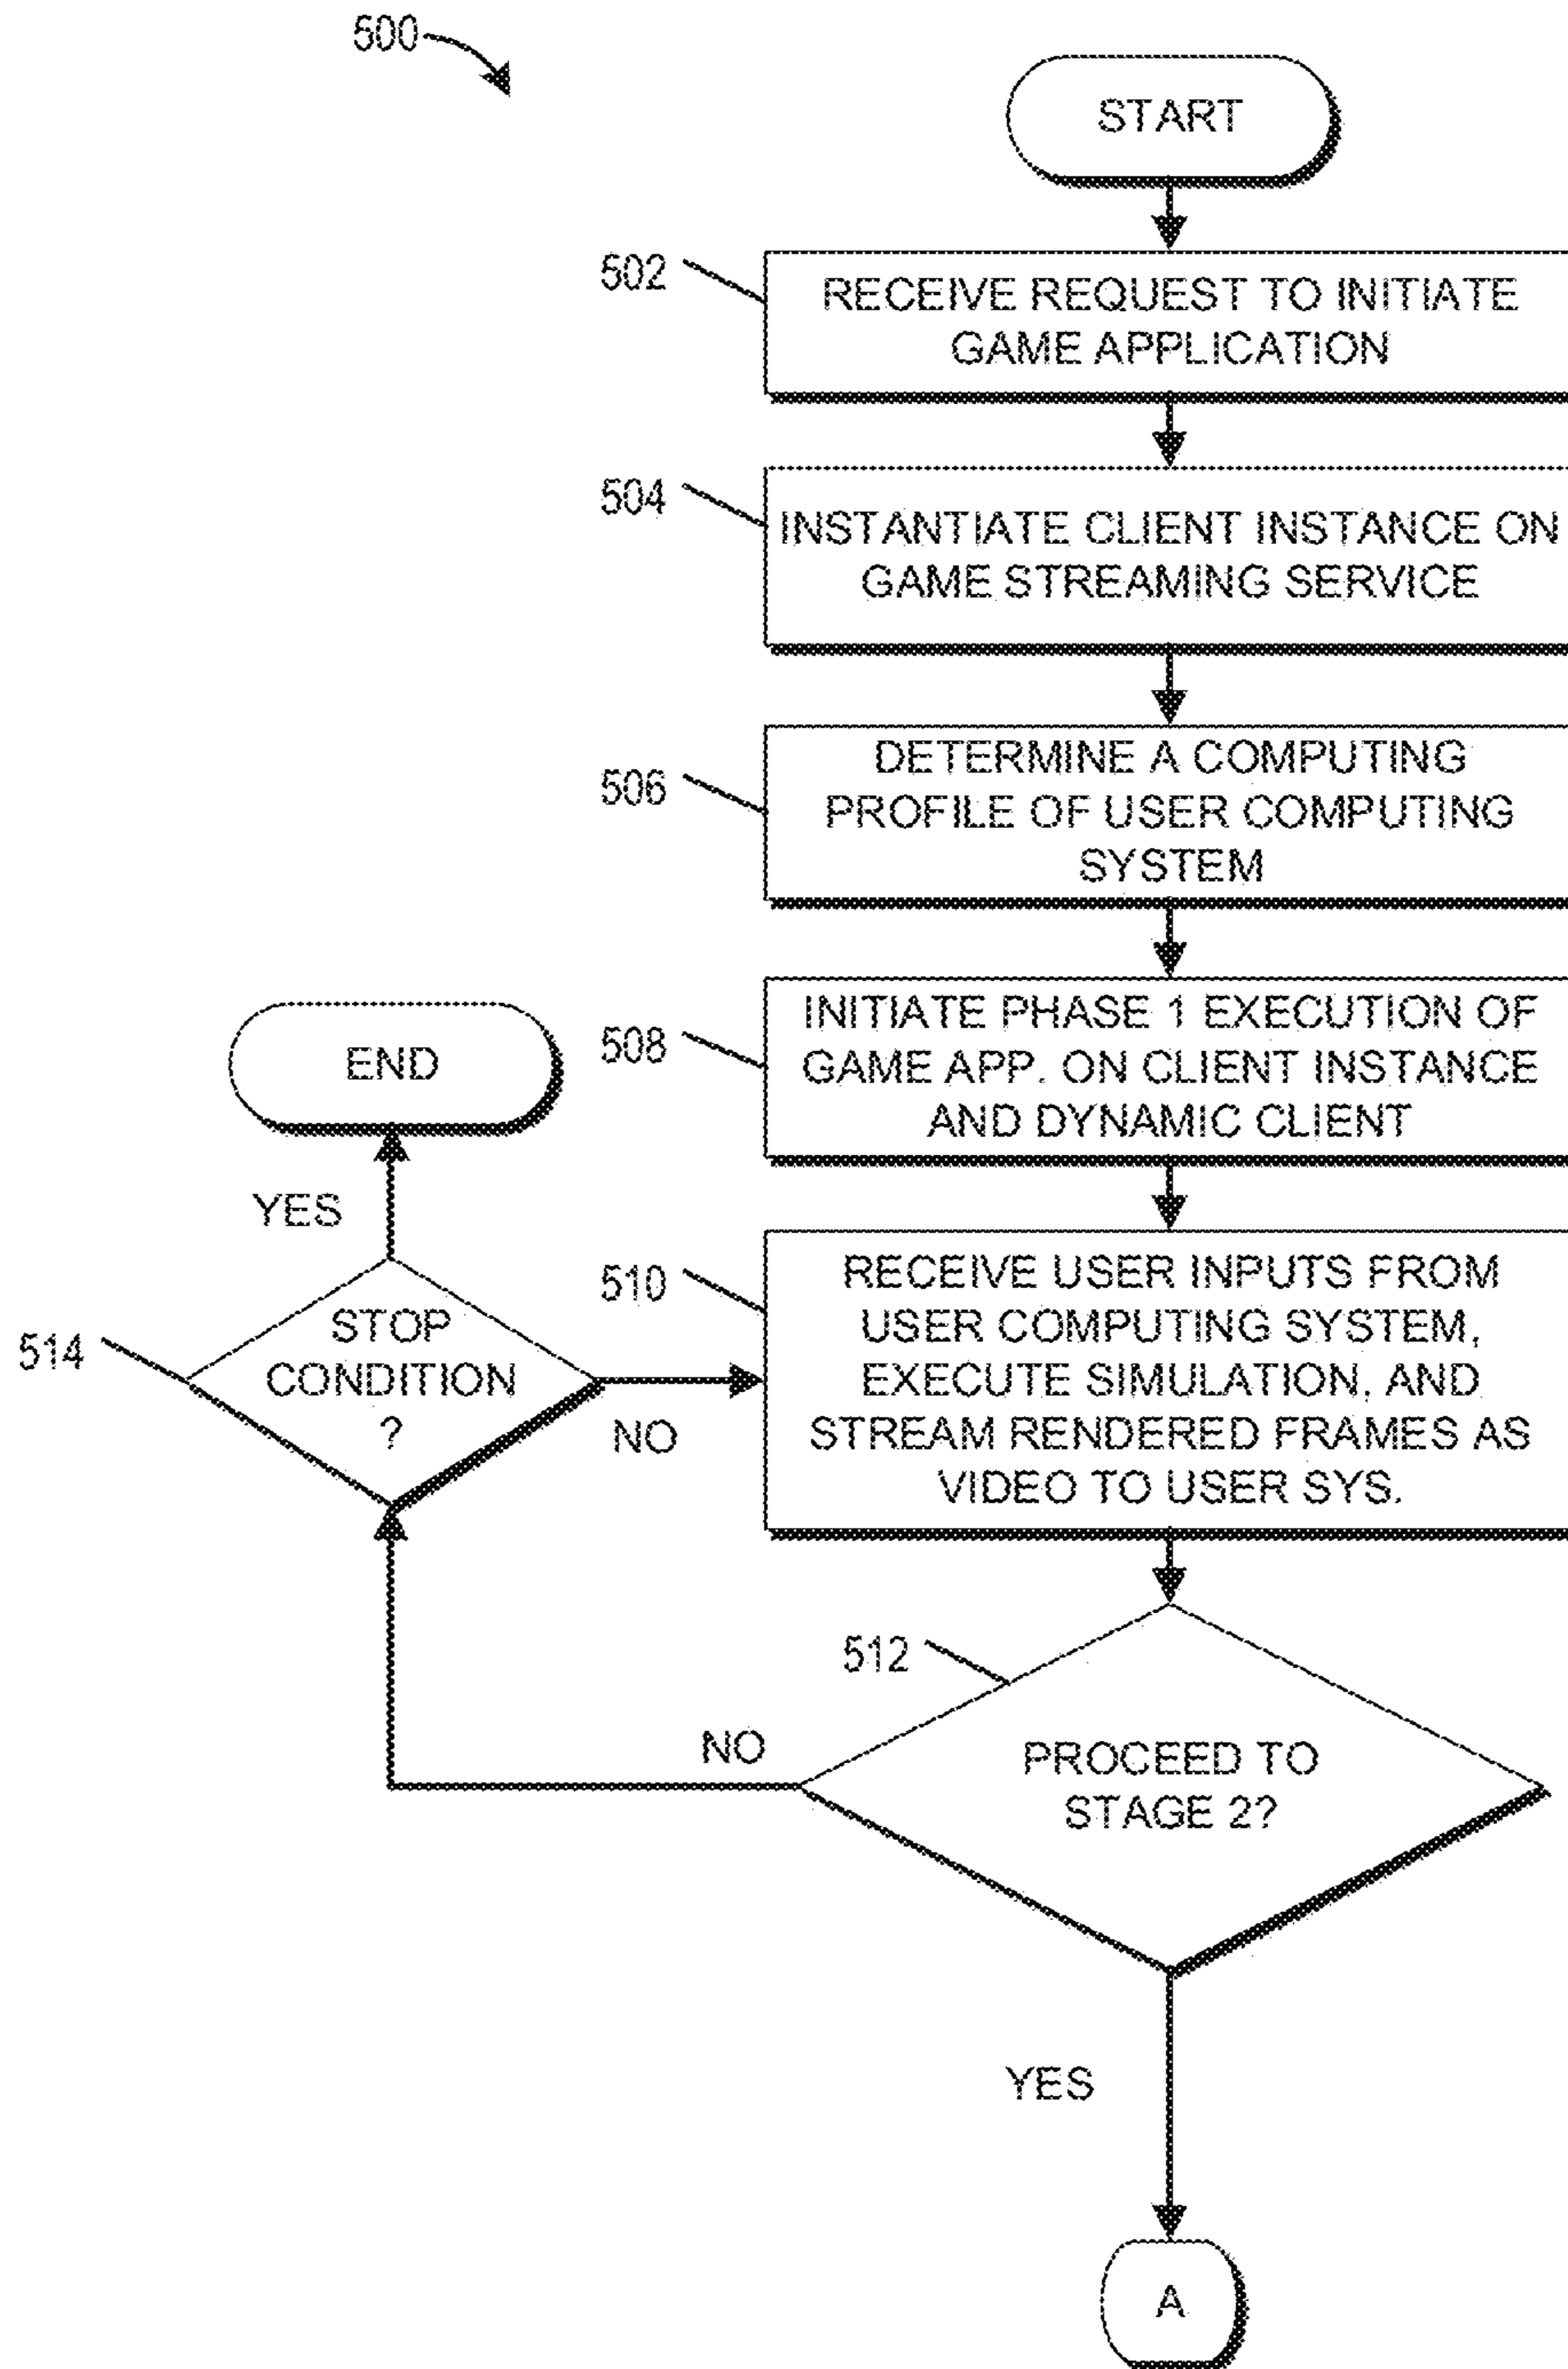 500
START
502
RECEIVE REQUEST TO INITIATE
GAME APPLICATION
504
INSTANTIATE CLIENT INSTANCE ON
GAME STREAMING SERVICE
506
DETERMINE A COMPUTING
PROFILE OF USER COMPUTING
SYSTEM
508
INITIATE PHASE 1 EXECUTION OF
GAME APP. ON CLIENT INSTANCE
AND DYNAMIC CLIENT
END
YES
510
RECEIVE USER INPUTS FROM
USER COMPUTING SYSTEM,
EXECUTE SIMULATION, AND
STREAM RENDERED FRAMES AS
VIDEO TO USER SYS.
514
STOP
CONDITION
?
NO
512
PROCEED TO
STAGE 2?
NO
YES
A